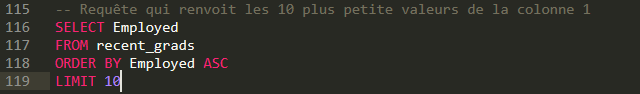 115 -- Requête qui renvoit les 10 plus petite valeurs de la colonne 1
116 SELECT Employed
117 FROM recent_grads
118 ORDER BY Employed ASC
119 LIMIT 10